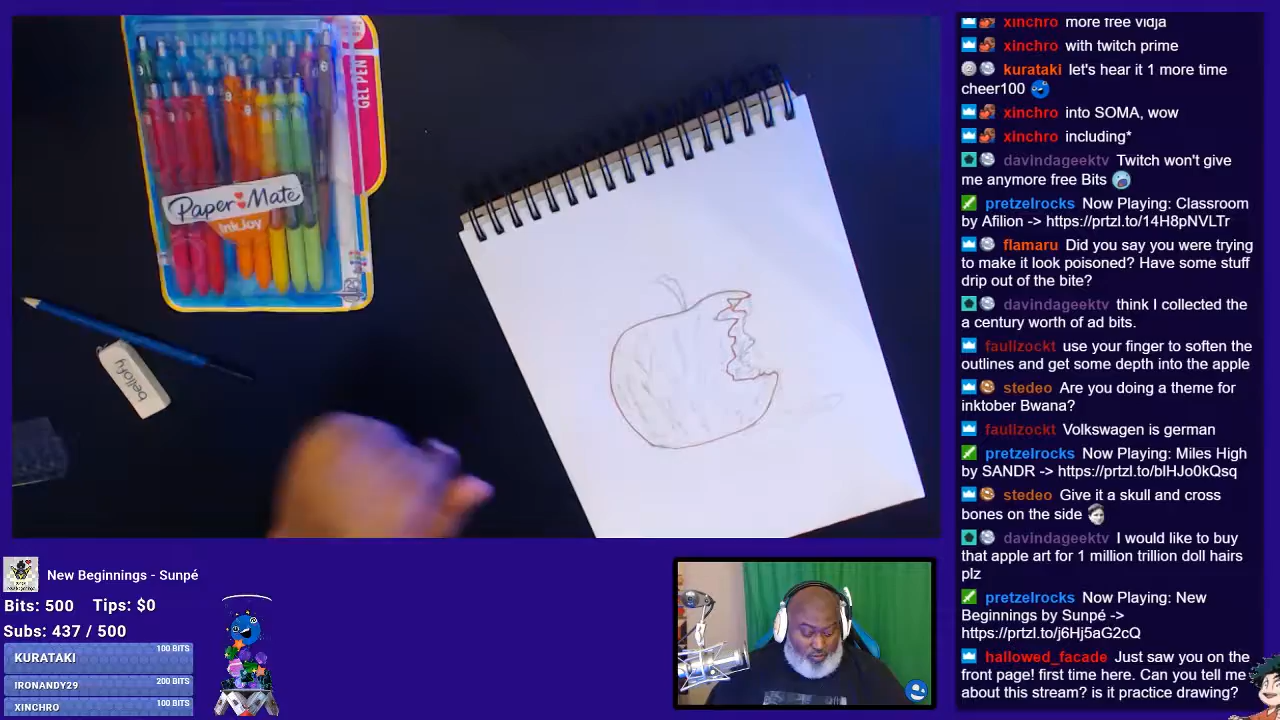 GEL PEN
Paper Mate
InkJoy
bellofy
xinchro more free vidja
xinchro with twitch prime
kurataki let's hear it 1 more time
cheer100
xinchro into SOMA, wow
xinchro including*
davindageektv Twitch won't give
me anymore free Bits
pretzelrocks Now Playing: Classroom
by Afilion -> https://prtzl.to/14H8pNVLTr
flamaru Did you say you were trying
to make it look poisoned? Have some stuff
drip out of the bite?
davindageektv think I collected the
a century worth of ad bits.
faulizockt use your finger to soften the
outlines and get some depth into the apple
stedeo Are you doing a theme for
inktober Bwana?
faulizockt Volkswagen is german
pretzelrocks Now Playing: Miles High
by SANDR -> https://prtzl.to/blHJo0kQsq
stedeo Give it a skull and cross
bones on the side
davindageektv I would like to buy
that apple art for 1 million trillion doll hairs
plz
pretzelrocks Now Playing: New
Beginnings by Sunpé ->
https://prtzl.to/j6Hj5aG2cQ
hallowed_facade Just saw you on the
front page! first time here. Can you tell me
about this stream? is it practice drawing?
New Beginnings - Sunpé
Bits: 500 Tips: $0
Subs: 437 / 500
KURATAKI 100 BITS
IRONANDY29 200 BITS
XINCHRO 100 BITS